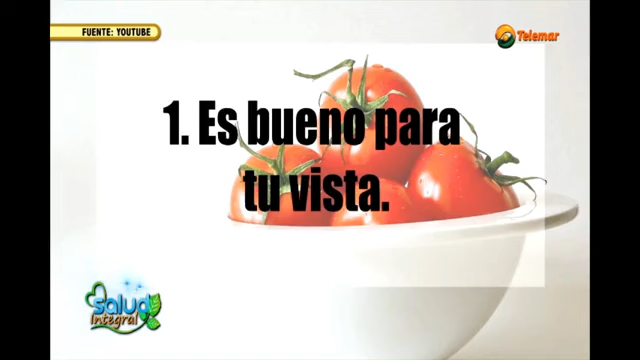 FUENTE: YOUTUBE
Telemar
1. Es bueno para
tu vista.
salud
integral